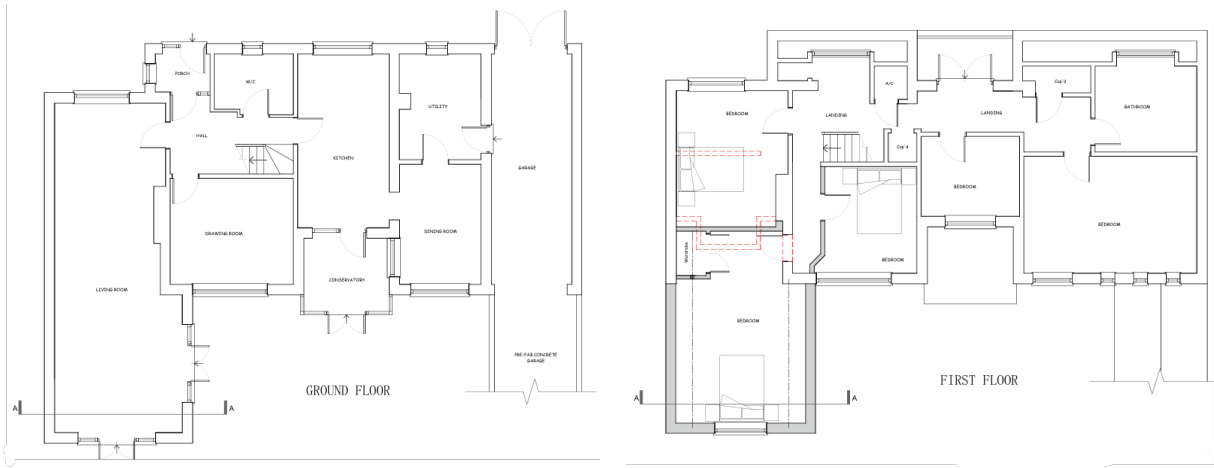 PORCH
W/C
UTILITY
HALL
KITCHEN
GARAGE
DRAWING ROOM
DINING ROOM
CONSERVATORY
LIVING ROOM
PRE-FAB CONCRETE
GARAGE
GROUND FLOOR
A
A
A/C
Cup'd
BEDROOM
LANDING
LANDING
BATHROOM
Cup'd
BEDROOM
BEDROOM
Wardrobe
BEDROOM
BEDROOM
FIRST FLOOR
A
A